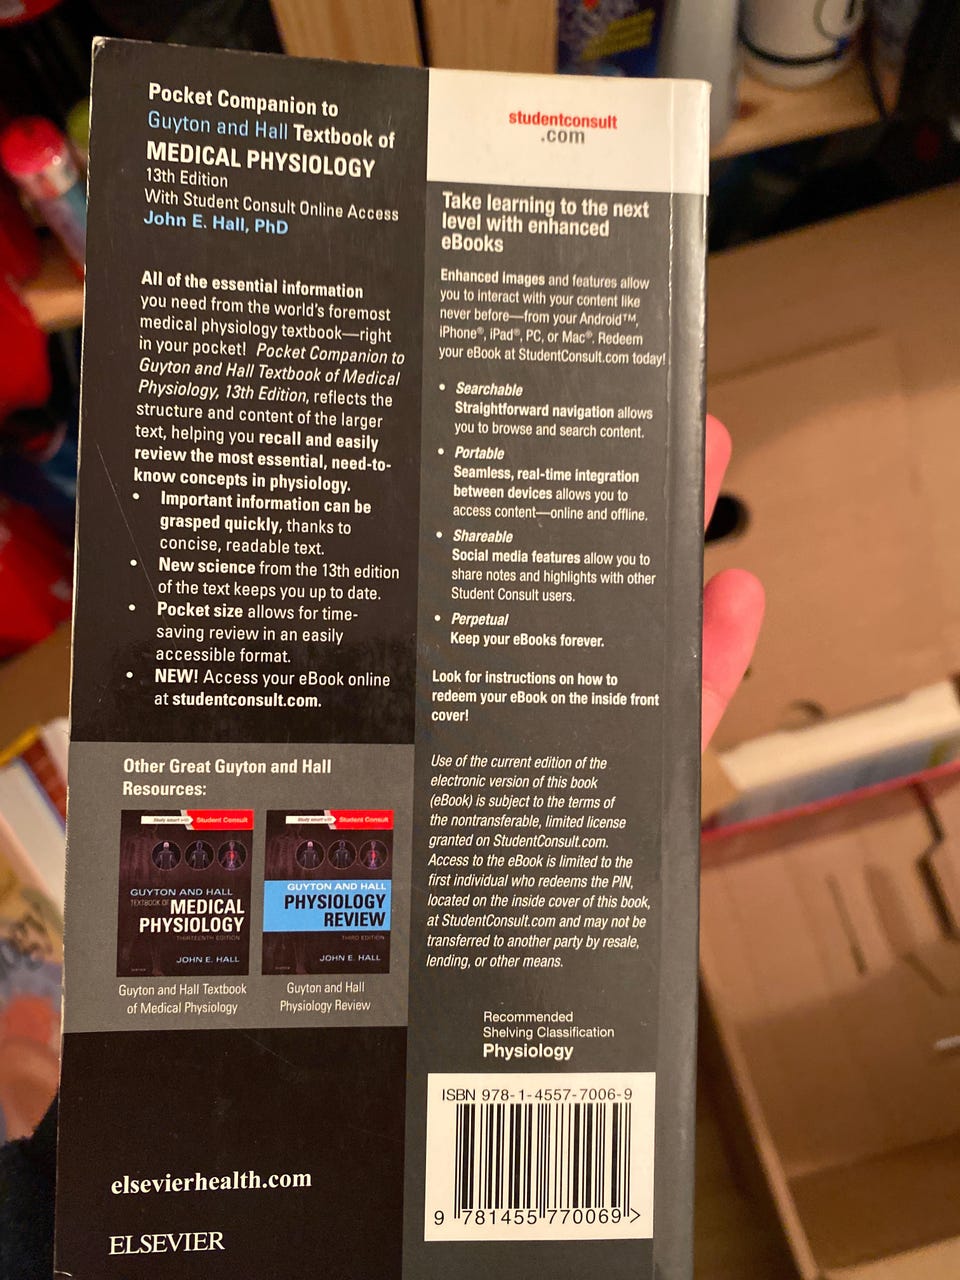 Pocket Companion to
Guyton and Hall Textbook of
MEDICAL PHYSIOLOGY
13th Edition
With Student Consult Online Access
John E. Hall, PhD
All of the essential information
you need from the world's foremost
medical physiology textbook—right
in your pocket! Pocket Companion to
Guyton and Hall Textbook of Medical
Physiology, 13th Edition, reflects the
structure and content of the larger
text, helping you recall and easily
review the most essential, need-to-
know concepts in physiology.
• Important information can be
grasped quickly, thanks to
concise, readable text.
• New science from the 13th edition
of the text keeps you up to date.
• Pocket size allows for time-
saving review in an easily
accessible format.
• NEW! Access your eBook online
at studentconsult.com.
Other Great Guyton and Hall
Resources:
Study smart with Student Consult
GUYTON AND HALL
TEXTBOOK OF MEDICAL
PHYSIOLOGY
THIRTEENTH EDITION
JOHN E. HALL
Guyton and Hall Textbook
of Medical Physiology
Study smart with Student Consult
GUYTON AND HALL
PHYSIOLOGY
REVIEW
THIRD EDITION
JOHN E. HALL
Guyton and Hall
Physiology Review
elsevierhealth.com
ELSEVIER
studentconsult
.com
Take learning to the next
level with enhanced
eBooks
Enhanced images and features allow
you to interact with your content like
never before—from your Android™,
iPhone®, iPad®, PC, or Mac®. Redeem
your eBook at StudentConsult.com today!
• Searchable
Straightforward navigation allows
you to browse and search content.
• Portable
Seamless, real-time integration
between devices allows you to
access content—online and offline.
• Shareable
Social media features allow you to
share notes and highlights with other
Student Consult users.
• Perpetual
Keep your eBooks forever.
Look for instructions on how to
redeem your eBook on the inside front
cover!
Use of the current edition of the
electronic version of this book
(eBook) is subject to the terms of
the nontransferable, limited license
granted on StudentConsult.com.
Access to the eBook is limited to the
first individual who redeems the PIN,
located on the inside cover of this book,
at StudentConsult.com and may not be
transferred to another party by resale,
lending, or other means.
Recommended
Shelving Classification
Physiology
ISBN 978-1-4557-7006-9
9 781455 770069 >